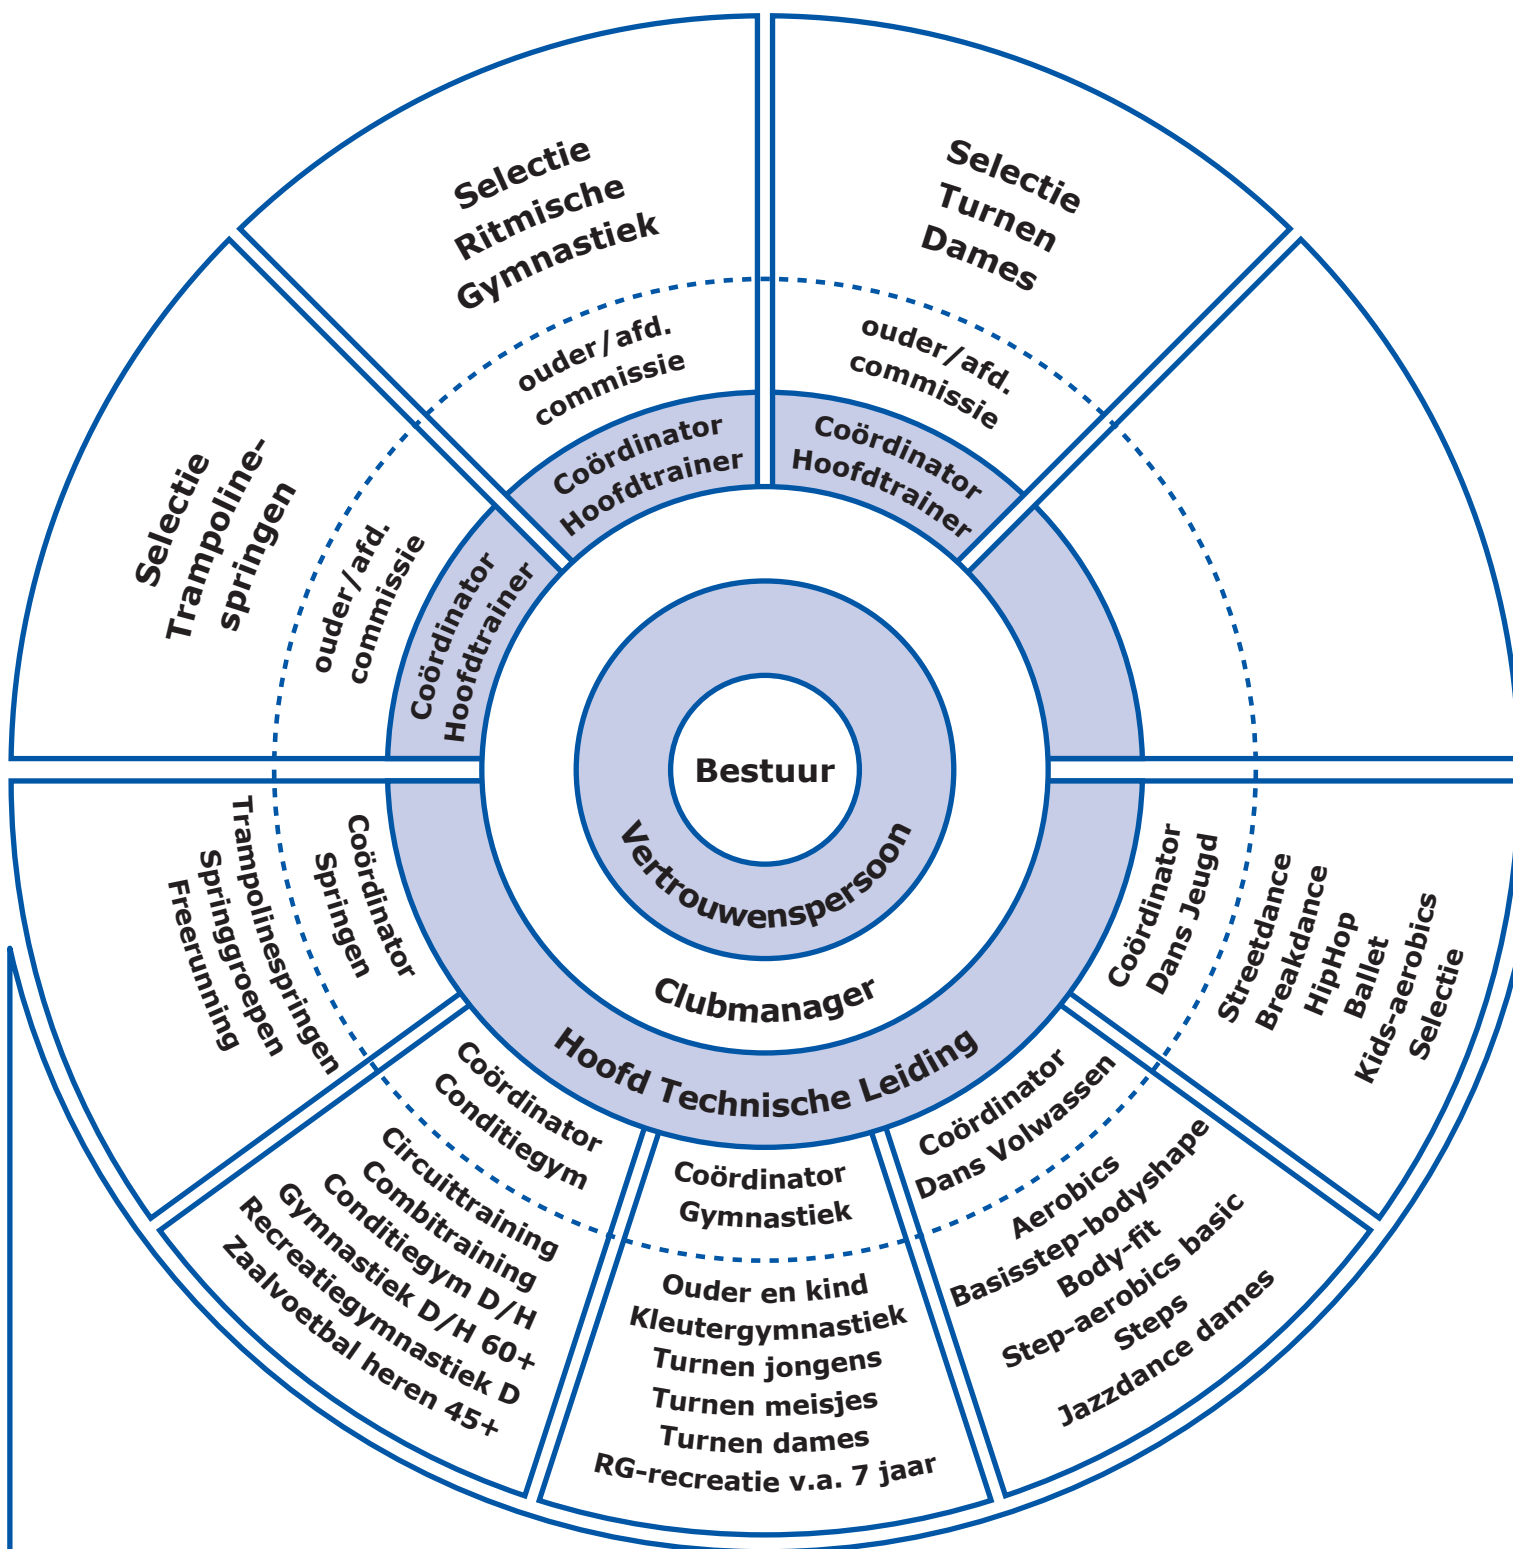 Selectie
Ritmische
Gymnastiek
ouder/afd.
commissie
Coördinator
Hoofdtrainer
Selectie
Turnen
Dames
ouder/afd.
commissie
Coördinator
Hoofdtrainer
Selectie
Trampoline-
springen
ouder/afd.
commissie
Coördinator
Hoofdtrainer
Bestuur
Vertrouwenspersoon
Clubmanager
Hoofd Technische Leiding
Coördinator
Springen
Trampolinespringen
Springgroepen
Freerunning
Coördinator
Conditiegym
Circuittraining
Combitraining
Conditiegym D/H
Gymnastiek D/H 60+
Recreatiegymnastiek D
Zaalvoetbal heren 45+
Coördinator
Gymnastiek
Ouder en kind
Kleutergymnastiek
Turnen jongens
Turnen meisjes
Turnen dames
RG-recreatie v.a. 7 jaar
Coördinator
Dans Volwassen
Aerobics
Basisstep-bodyshape
Body-fit
Step-aerobics basic
Steps
Jazzdance dames
Coördinator
Dans Jeugd
Streetdance
Breakdance
HipHop
Ballet
Kids-aerobics
Selectie